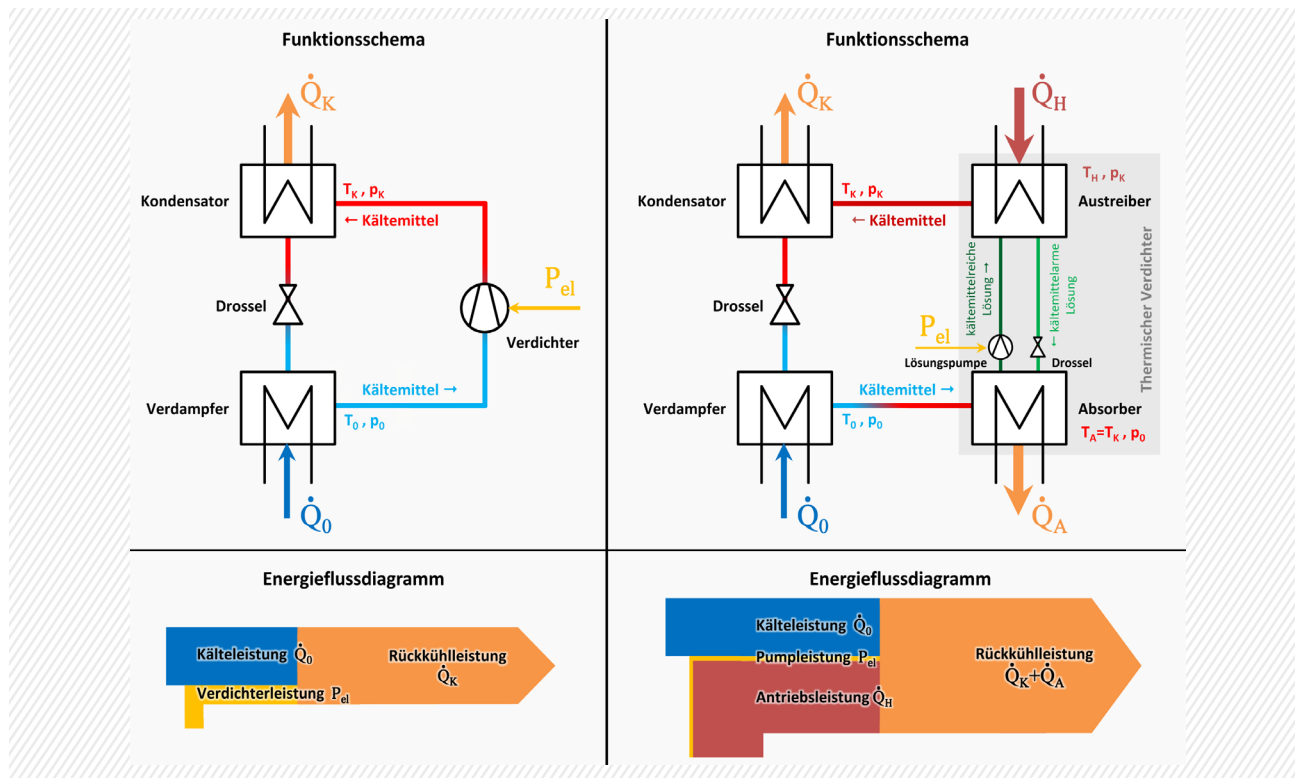 Funktionsschema
Q̇K
Kondensator
TK , pK
← Kältemittel
Drossel
Pel
Verdichter
Kältemittel →
Verdampfer
T0 , p0
Q̇0
Funktionsschema
Q̇K
Q̇H
Kondensator
TK , pK
← Kältemittel
TH , pK
Austreiber
kältemittelreiche
Lösung →
← kältemittelarme
Lösung
Thermischer Verdichter
Drossel
Pel
Lösungspumpe
Drossel
Kältemittel →
Verdampfer
T0 , p0
Absorber
TA=TK , p0
Q̇0
Q̇A
Energieflussdiagramm
Kälteleistung Q̇0
Verdichterleistung Pel
Rückkühlleistung
Q̇K
Energieflussdiagramm
Kälteleistung Q̇0
Pumpleistung Pel
Antriebsleistung Q̇H
Rückkühlleistung
Q̇K+Q̇A